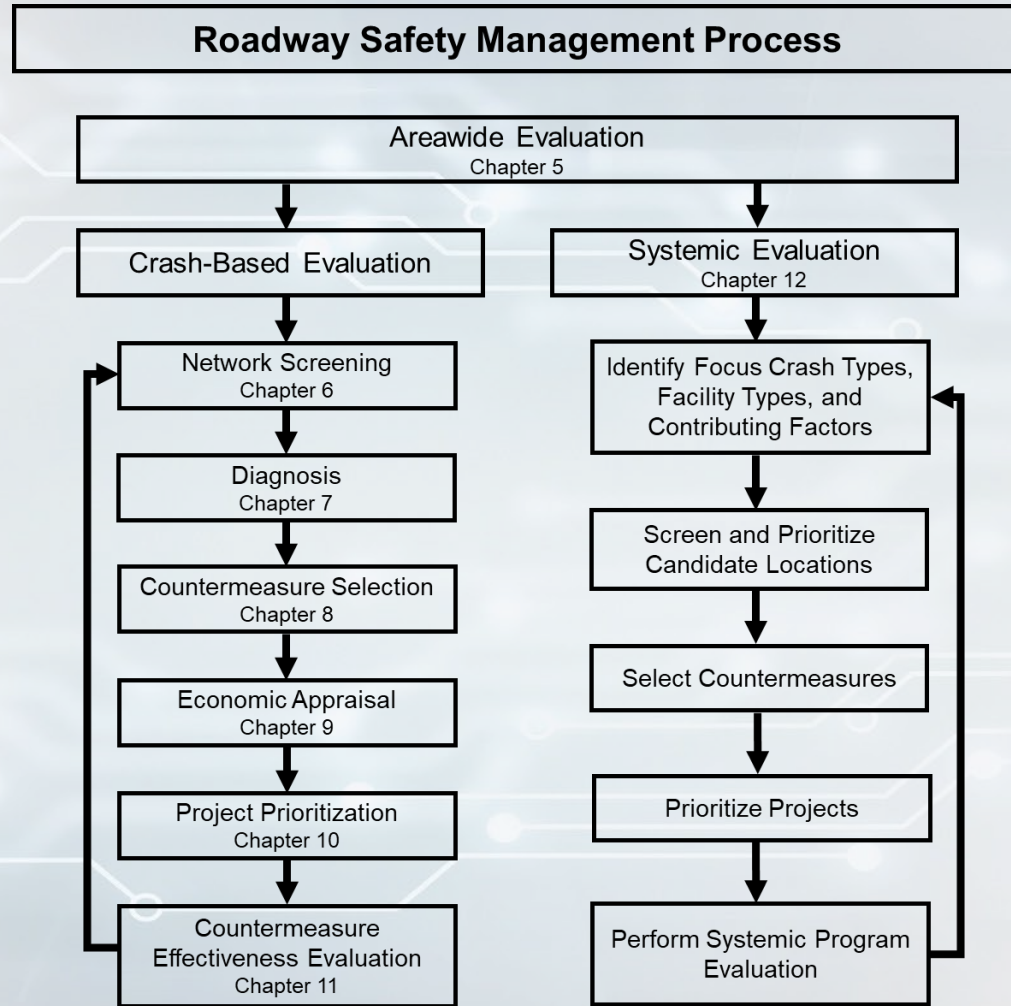 Roadway Safety Management Process
Areawide Evaluation
Chapter 5
Crash-Based Evaluation
Network Screening
Chapter 6
Diagnosis
Chapter 7
Countermeasure Selection
Chapter 8
Economic Appraisal
Chapter 9
Project Prioritization
Chapter 10
Countermeasure
Effectiveness Evaluation
Chapter 11
Systemic Evaluation
Chapter 12
Identify Focus Crash Types,
Facility Types, and
Contributing Factors
Screen and Prioritize
Candidate Locations
Select Countermeasures
Prioritize Projects
Perform Systemic Program
Evaluation